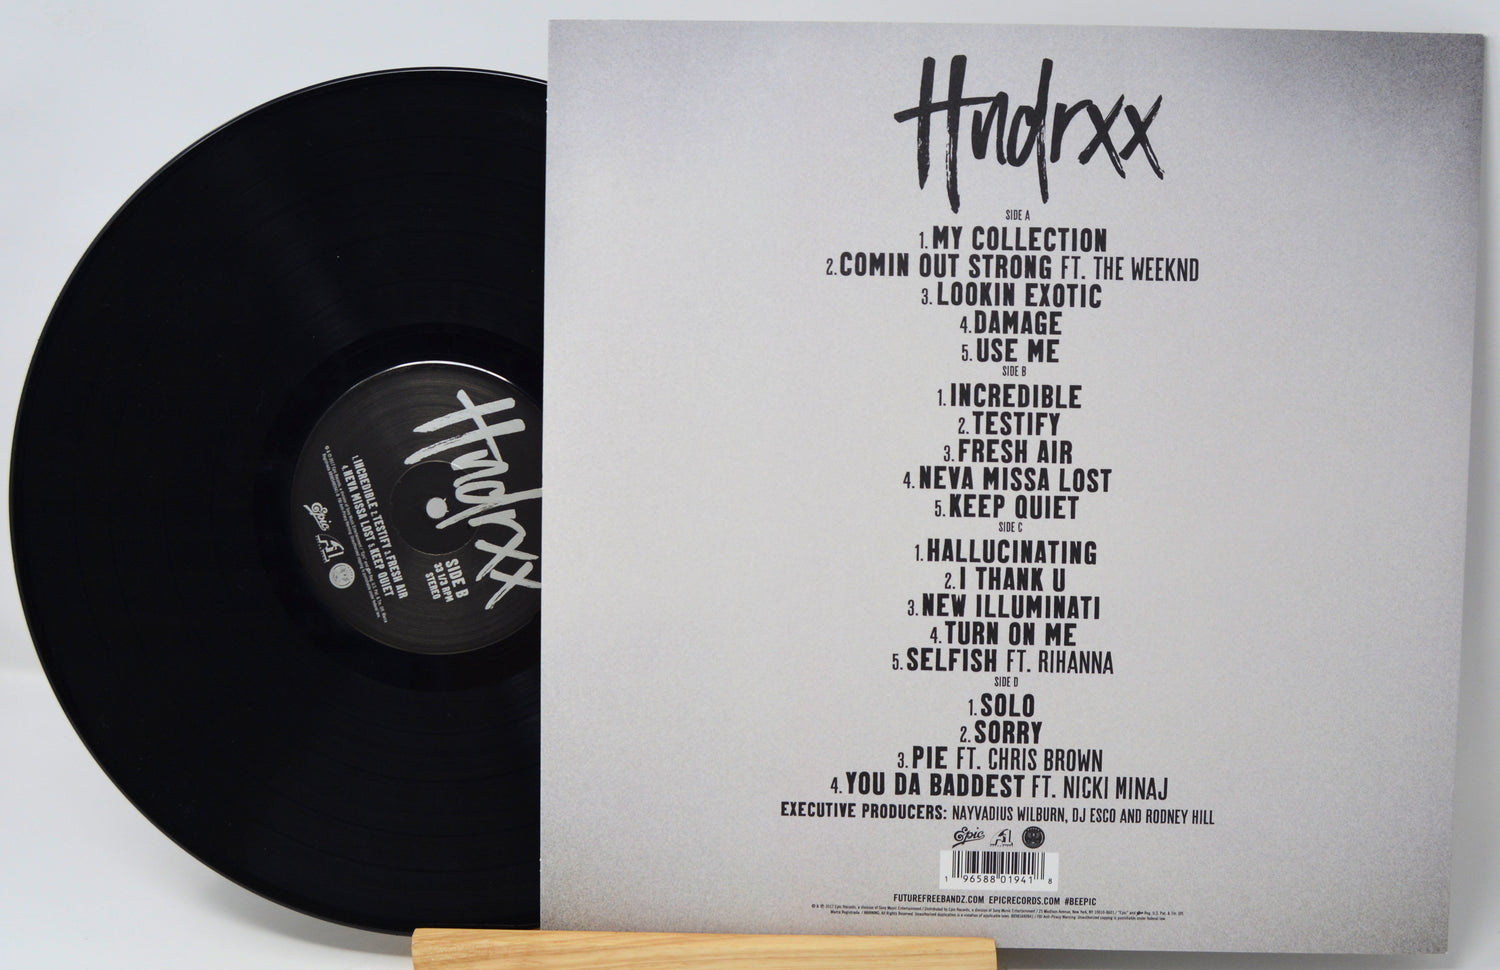 Hndrxx
SIDE A
1. MY COLLECTION
2. COMIN OUT STRONG FT. THE WEEKND
3. LOOKIN EXOTIC
4. DAMAGE
5. USE ME
SIDE B
1. INCREDIBLE
2. TESTIFY
3. FRESH AIR
4. NEVA MISSA LOST
5. KEEP QUIET
SIDE C
1. HALLUCINATING
2. I THANK U
3. NEW ILLUMINATI
4. TURN ON ME
5. SELFISH FT. RIHANNA
SIDE D
1. SOLO
2. SORRY
3. PIE FT. CHRIS BROWN
4. YOU DA BADDEST FT. NICKI MINAJ
EXECUTIVE PRODUCERS: NAYVADIUS WILBURN, DJ ESCO AND RODNEY HILL
Epic
1 96588 01941 8
FUTUREFREEBANDZ.COM EPICRECORDS.COM #BEEPIC
Hndrxx
SIDE B
33 1/3 RPM
STEREO
1. INCREDIBLE 2. TESTIFY 3. FRESH AIR
4. NEVA MISSA LOST 5. KEEP QUIET
Epic